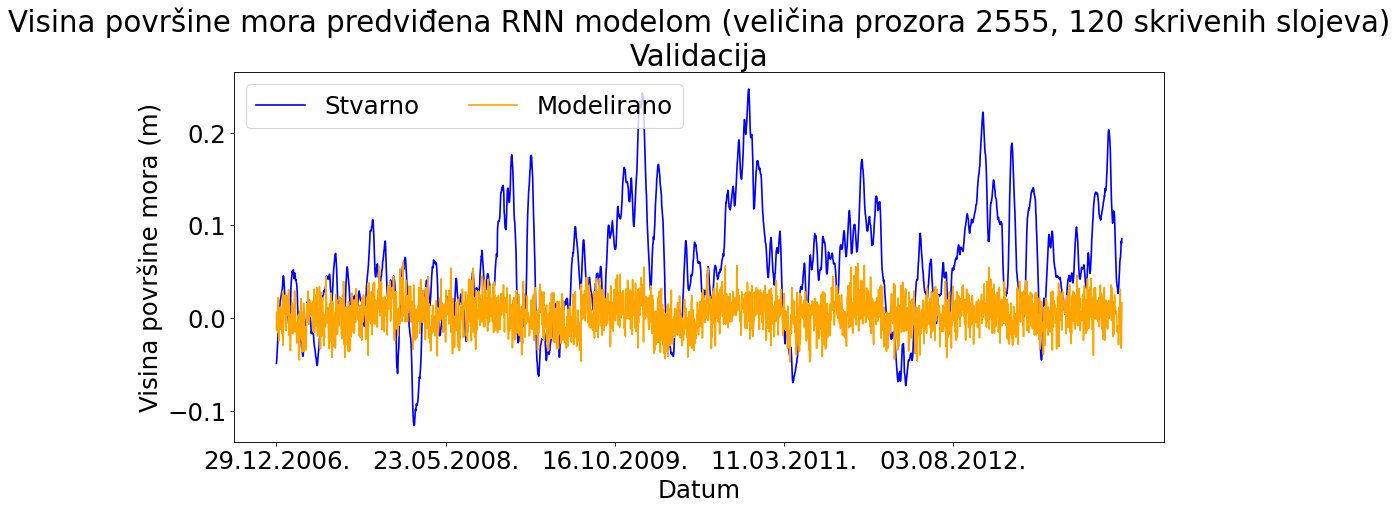 Visina površine mora predviđena RNN modelom (veličina prozora 2555, 120 skrivenih slojeva)
Validacija
Stvarno
Modelirano
Visina površine mora (m)
0.2
0.1
0.0
−0.1
29.12.2006.
23.05.2008.
16.10.2009.
11.03.2011.
03.08.2012.
Datum